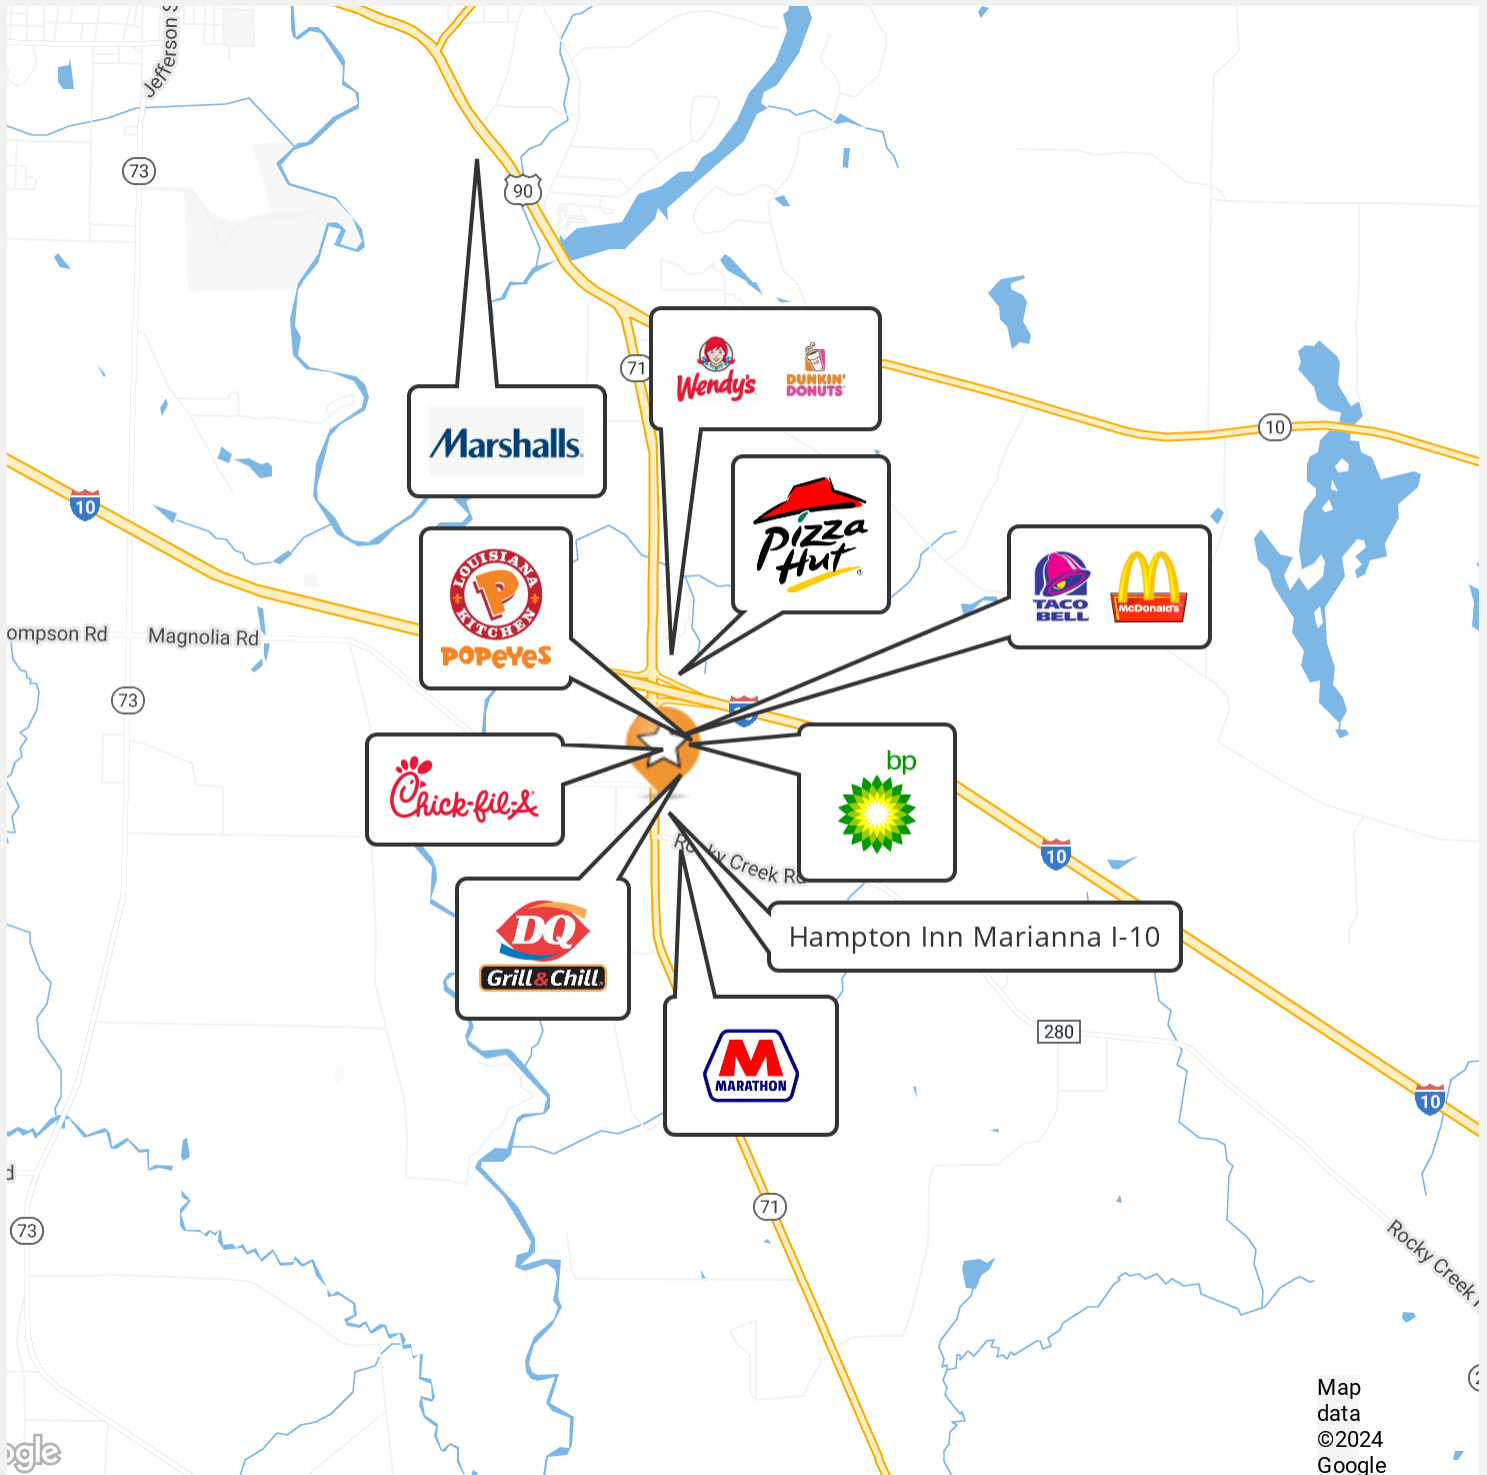 Jefferson S
73
90
71
Wendy's
DUNKIN'
DONUTS
10
Marshalls
10
Pizza
Hut
LOUISIANA
KITCHEN
POPEYES
TACO
BELL
McDonald's
ompson Rd
Magnolia Rd
73
Chick-fil-A
bp
Rocky Creek Rd
10
DQ
Grill & Chill
Hampton Inn Marianna I-10
280
M
MARATHON
10
d
73
71
Rocky Creek
Map
data
©2024
Google
ogle